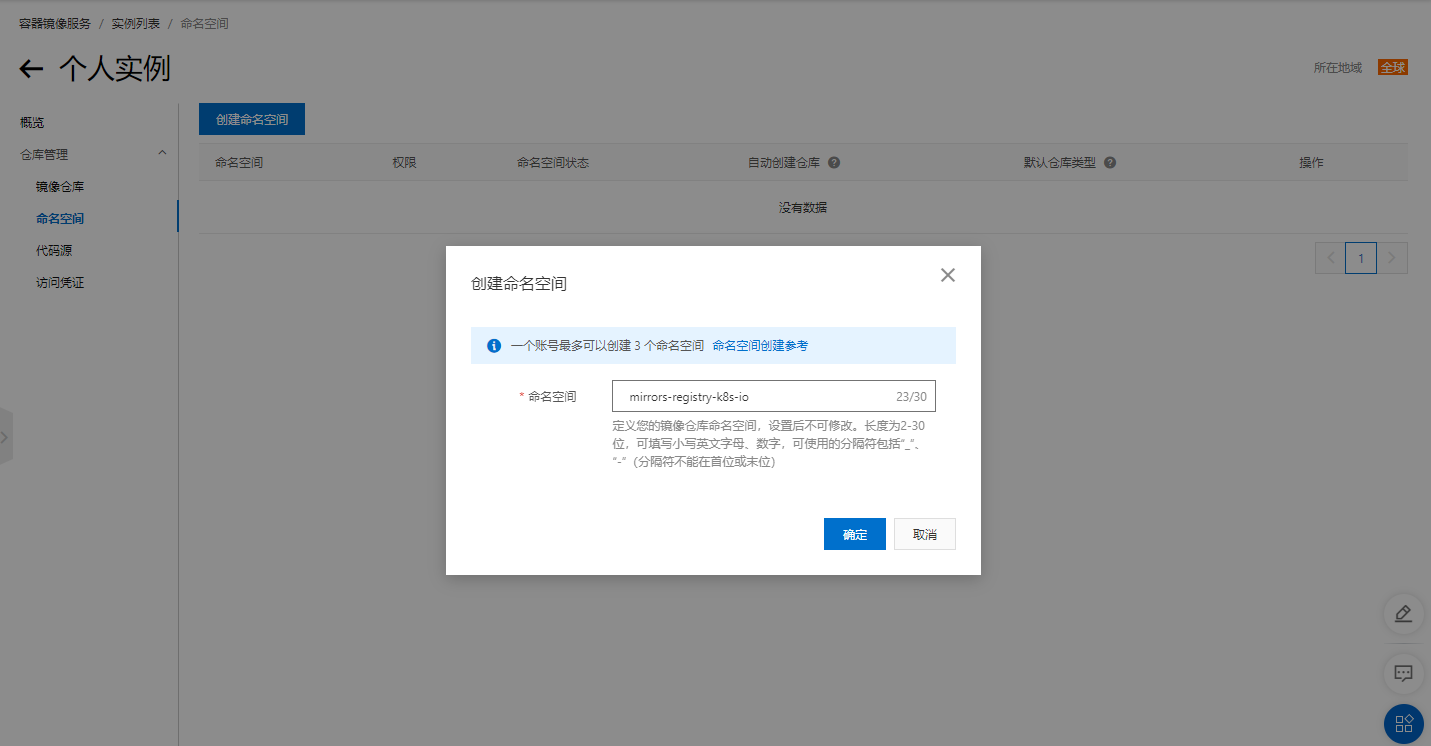 容器镜像服务 / 实例列表 / 命名空间
个人实例
所在地域 全球
概览
仓库管理
镜像仓库
命名空间
代码源
访问凭证
创建命名空间
命名空间 权限 命名空间状态 自动创建仓库 默认仓库类型 操作
没有数据
1
创建命名空间
一个账号最多可以创建 3 个命名空间 命名空间创建参考
* 命名空间 mirrors-registry-k8s-io 23/30
定义您的镜像仓库命名空间，设置后不可修改。长度为2-30
位，可填写小写英文字母、数字，可使用的分隔符包括“_”、
“-”（分隔符不能在首位或末位）
确定 取消